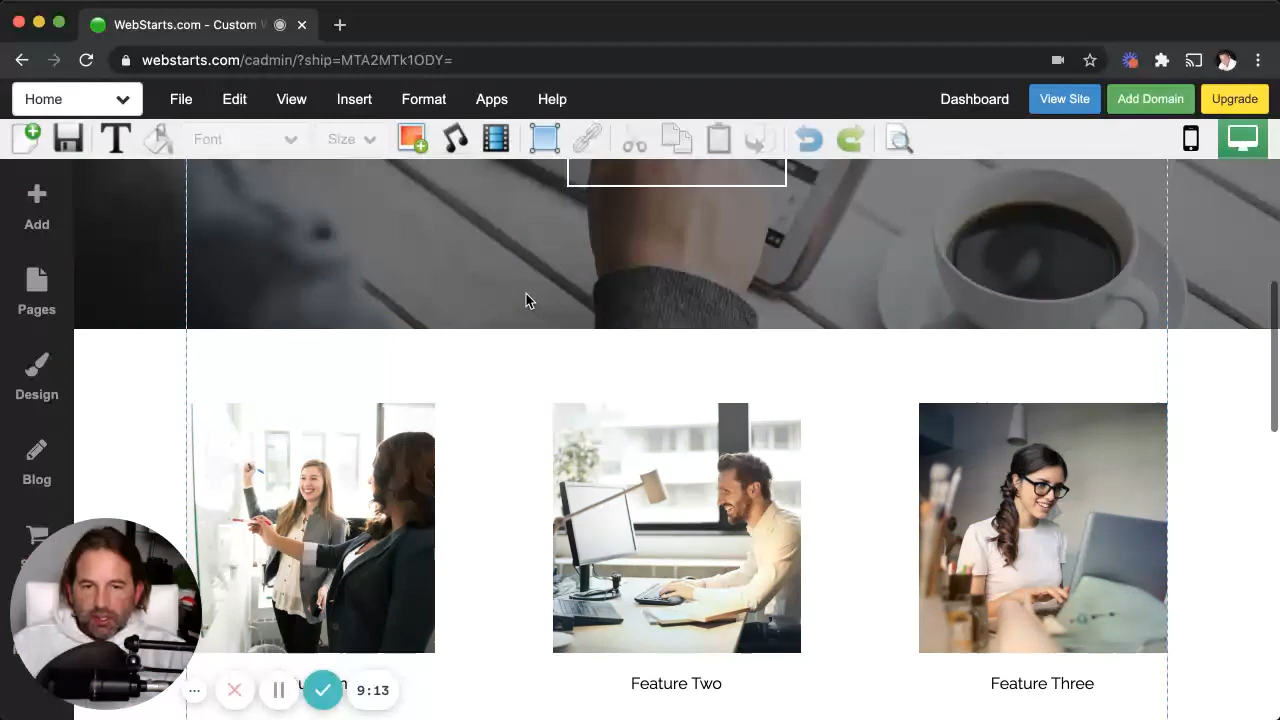 WebStarts.com - Custom W
webstarts.com/cadmin/?ship=MTA2MTk1ODY=
Home
File
Edit
View
Insert
Format
Apps
Help
Dashboard
View Site
Add Domain
Upgrade
T
Font
Size
Add
Pages
Design
Blog
Feature Two
Feature Three
9:13